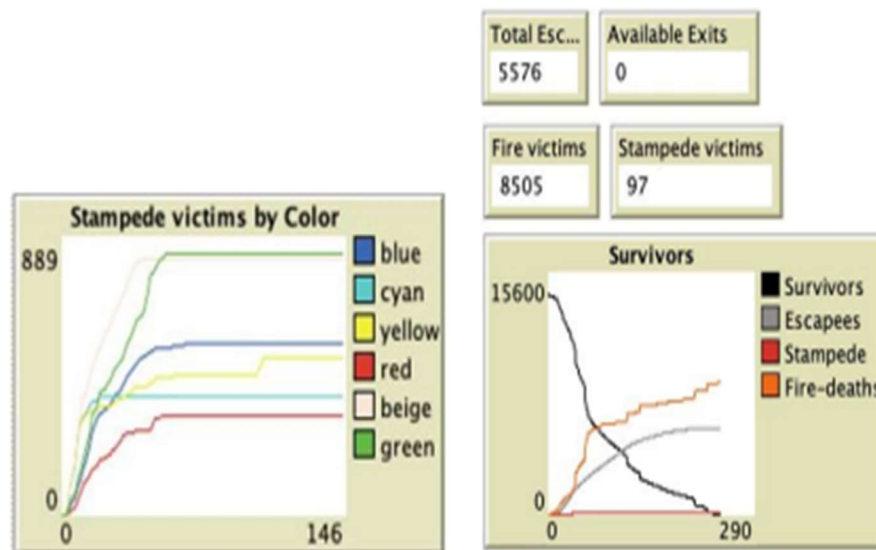 Total Esc...
5576
Available Exits
0
Fire victims
8505
Stampede victims
97
Stampede victims by Color
889
0
0
146
blue
cyan
yellow
red
beige
green
Survivors
15600
0
0
290
Survivors
Escapees
Stampede
Fire-deaths